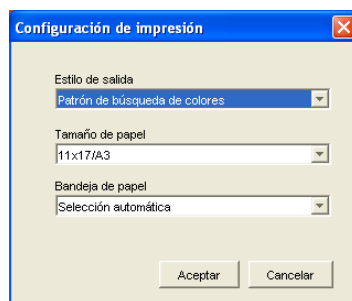 Configuración de impresión
Estilo de salida
Patrón de búsqueda de colores
Tamaño de papel
11x17/A3
Bandeja de papel
Selección automática
Aceptar
Cancelar